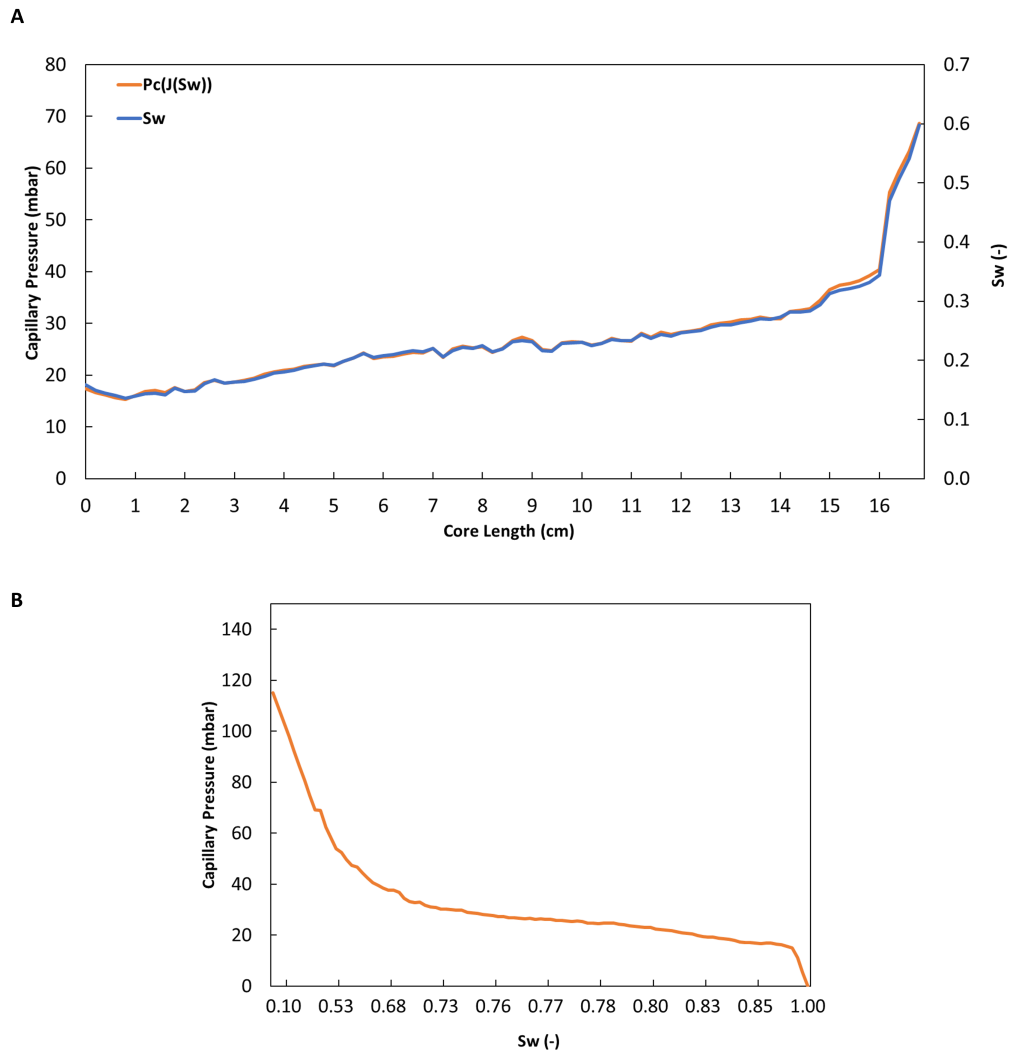 A
80
70
60
50
40
30
20
10
0
Capillary Pressure (mbar)
Pc(J(Sw))
Sw
0.7
0.6
0.5
0.4
0.3
0.2
0.1
0.0
Sw (-)
0 1 2 3 4 5 6 7 8 9 10 11 12 13 14 15 16
Core Length (cm)
B
140
120
100
80
60
40
20
0
Capillary Pressure (mbar)
0.10 0.53 0.68 0.73 0.76 0.77 0.78 0.80 0.83 0.85 1.00
Sw (-)